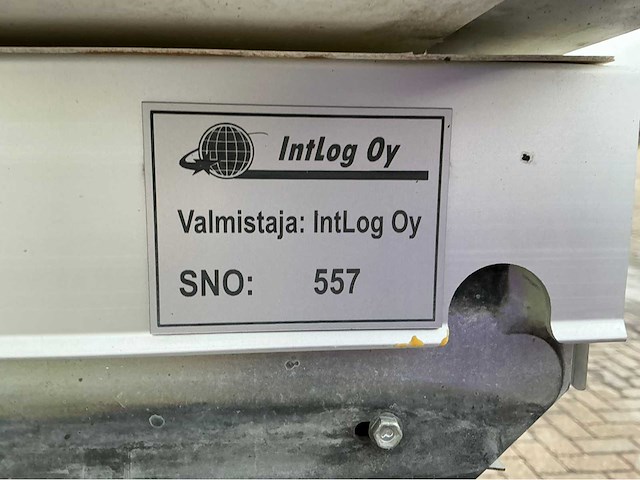 IntLog Oy
Valmistaja: IntLog Oy
SNO: 557